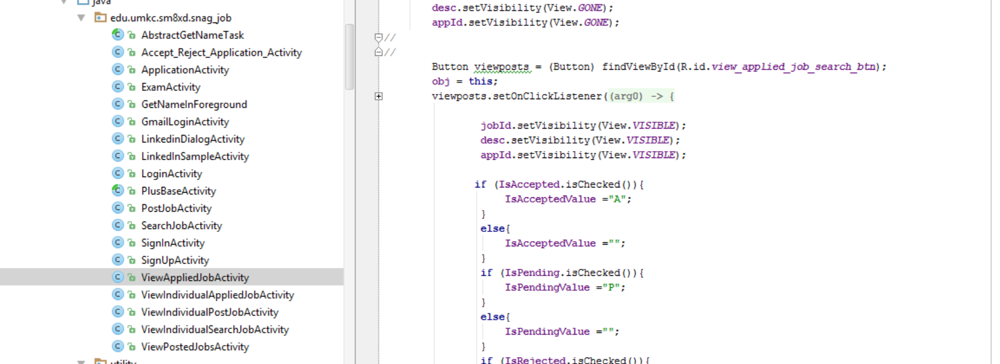 java
edu.umkc.sm8xd.snag_job
AbstractGetNameTask
Accept_Reject_Application_Activity
ApplicationActivity
ExamActivity
GetNameInForeground
GmailLoginActivity
LinkedinDialogActivity
LinkedInSampleActivity
LoginActivity
PlusBaseActivity
PostJobActivity
SearchJobActivity
SignInActivity
SignUpActivity
ViewAppliedJobActivity
ViewIndividualAppliedJobActivity
ViewIndividualPostJobActivity
ViewIndividualSearchJobActivity
ViewPostedJobsActivity
utility
desc.setVisibility(View.GONE);
appId.setVisibility(View.GONE);
//
//
Button viewposts = (Button) findViewById(R.id.view_applied_job_search_btn);
obj = this;
viewposts.setOnClickListener((arg0) -> {
jobId.setVisibility(View.VISIBLE);
desc.setVisibility(View.VISIBLE);
appId.setVisibility(View.VISIBLE);
if (IsAccepted.isChecked()){
IsAcceptedValue ="A";
}
else{
IsAcceptedValue ="";
}
if (IsPending.isChecked()){
IsPendingValue ="P";
}
else{
IsPendingValue ="";
}
if (IsRejected.isChecked()){